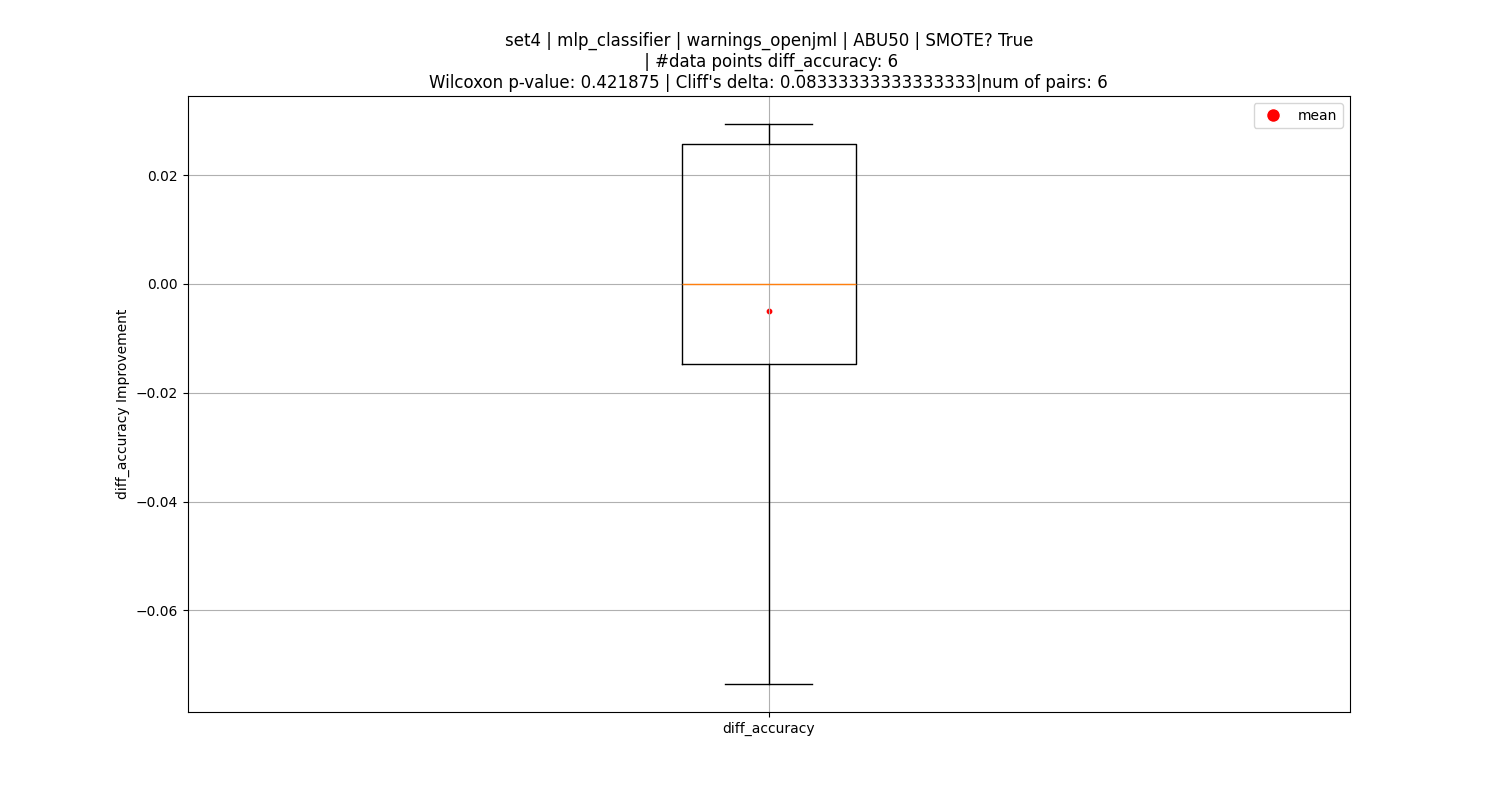 set4 | mlp_classifier | warnings_openjml | ABU50 | SMOTE? True
| #data points diff_accuracy: 6
Wilcoxon p-value: 0.421875 | Cliff's delta: 0.08333333333333333|num of pairs: 6
mean
0.02
0.00
−0.02
−0.04
−0.06
diff_accuracy Improvement
diff_accuracy